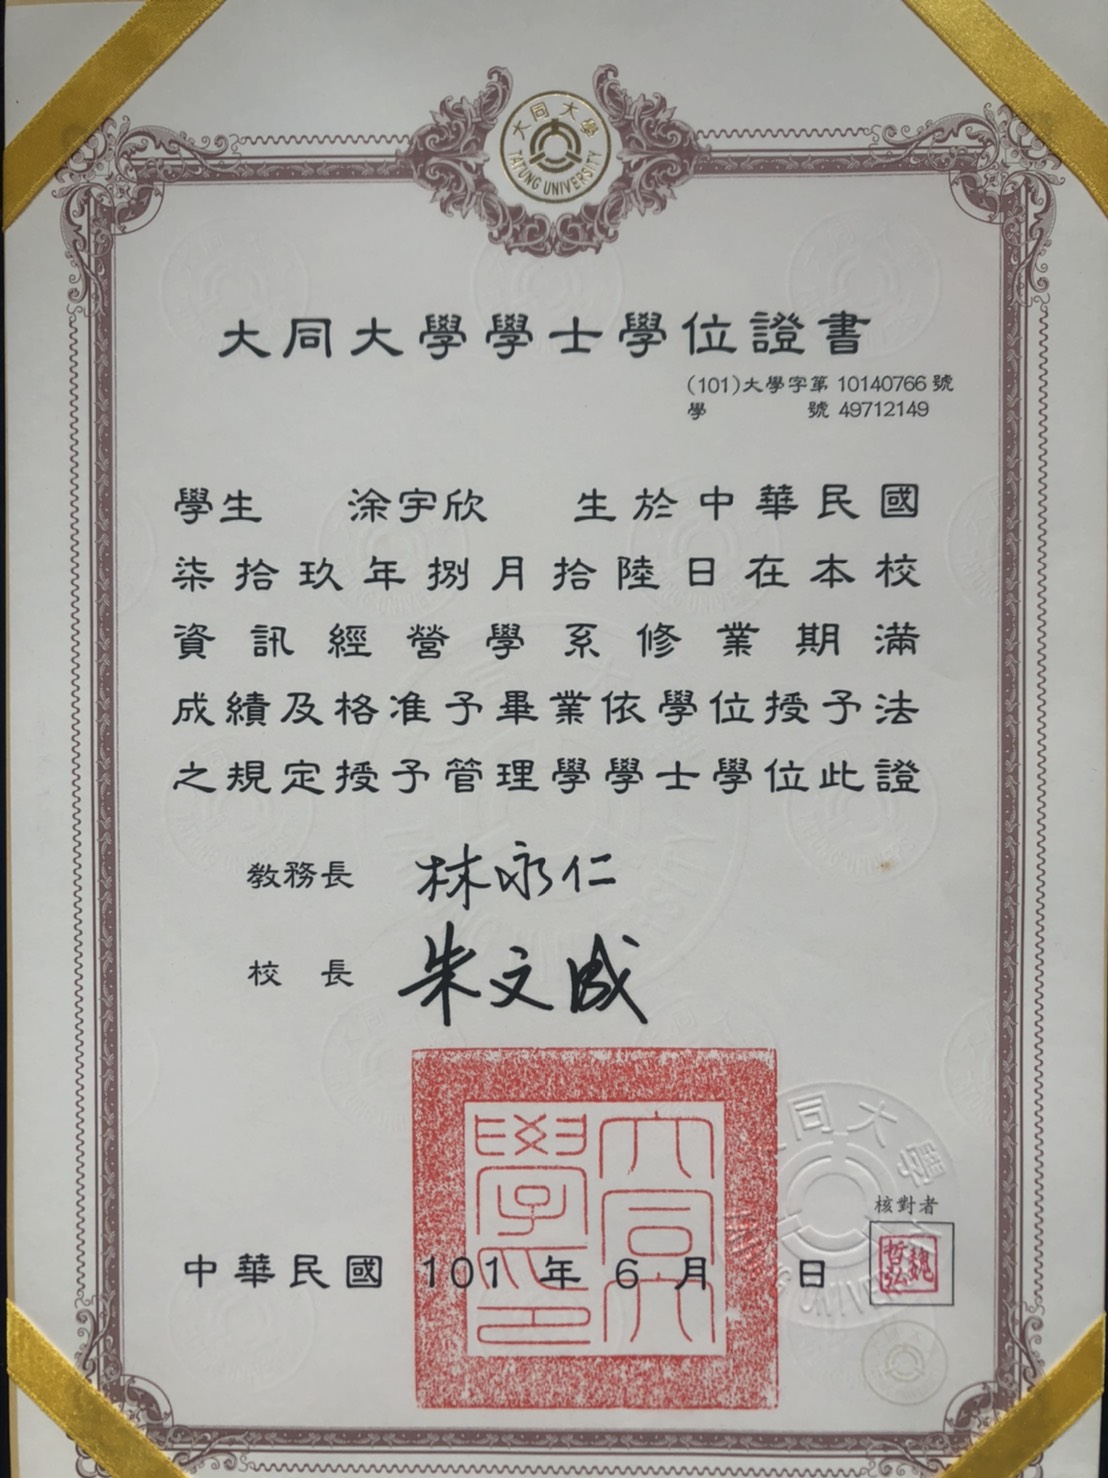 大同大學
TATUNG UNIVERSITY
大同大學學士學位證書
(101)大學字第 10140766 號
學 號 49712149
學生 涂宇欣 生於中華民國
柒拾玖年捌月拾陸日在本校
資訊經營學系修業期滿
成績及格准予畢業依學位授予法
之規定授予管理學學士學位此證
教務長 林永仁
校 長 朱文成
大同大學印
同大學
核對者
魏哲弘
中華民國 101 年 6 月 日